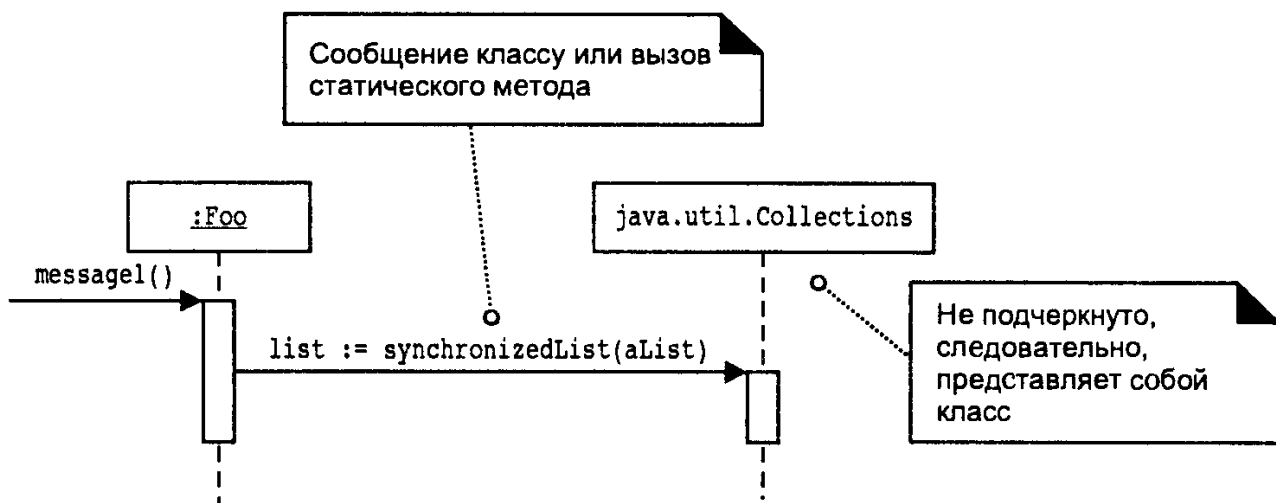 Сообщение классу или вызов
статического метода
:Foo
java.util.Collections
message1()
list := synchronizedList(aList)
Не подчеркнуто,
следовательно,
представляет собой
класс